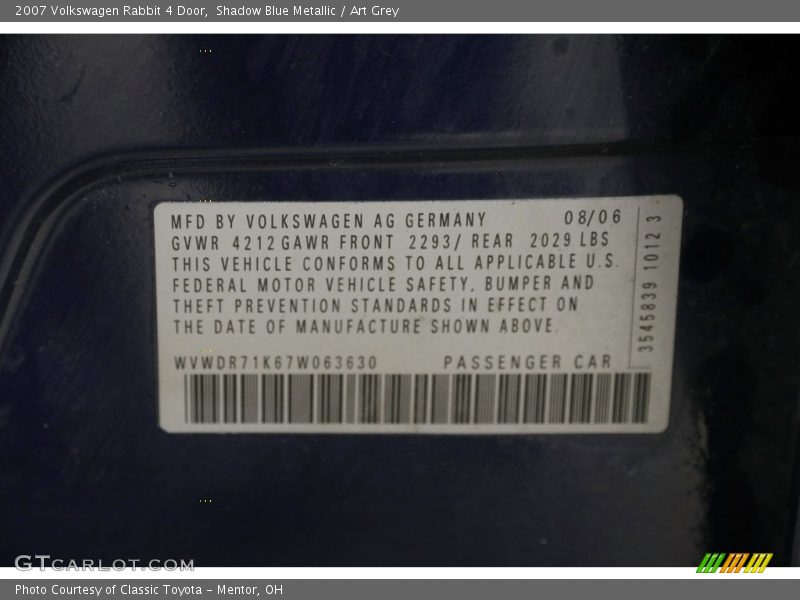 2007 Volkswagen Rabbit 4 Door, Shadow Blue Metallic / Art Grey
MFD BY VOLKSWAGEN AG GERMANY 08/06
GVWR 4212 GAWR FRONT 2293/ REAR 2029 LBS
THIS VEHICLE CONFORMS TO ALL APPLICABLE U.S.
FEDERAL MOTOR VEHICLE SAFETY, BUMPER AND
THEFT PREVENTION STANDARDS IN EFFECT ON
THE DATE OF MANUFACTURE SHOWN ABOVE.
WVWDR71K67W063630 PASSENGER CAR
3545839 10123
GTCARLOT.COM
Photo Courtesy of Classic Toyota - Mentor, OH